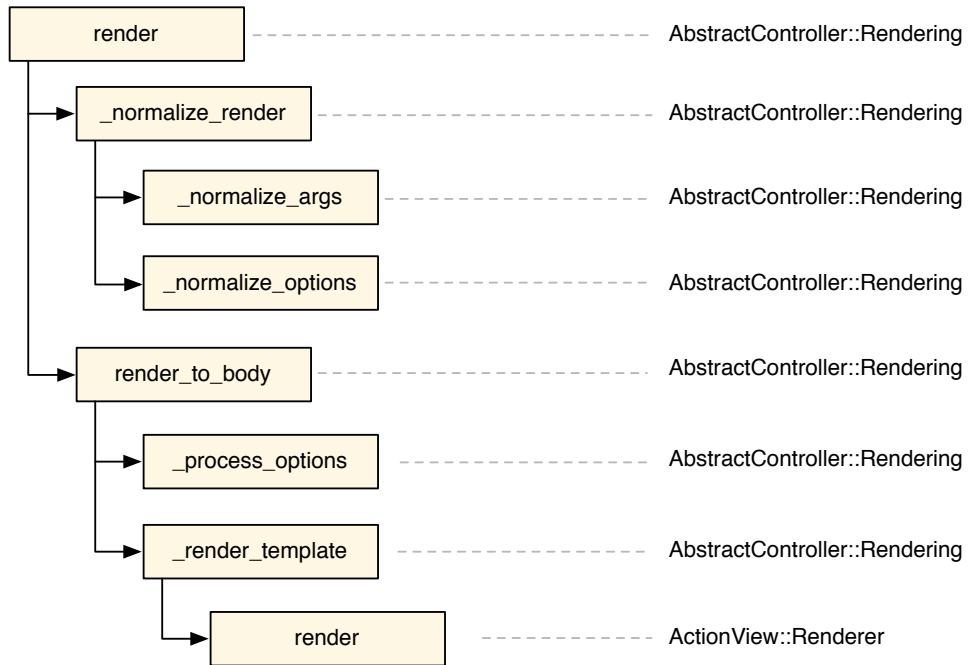 render AbstractController::Rendering
_normalize_render AbstractController::Rendering
_normalize_args AbstractController::Rendering
_normalize_options AbstractController::Rendering
render_to_body AbstractController::Rendering
_process_options AbstractController::Rendering
_render_template AbstractController::Rendering
render ActionView::Renderer